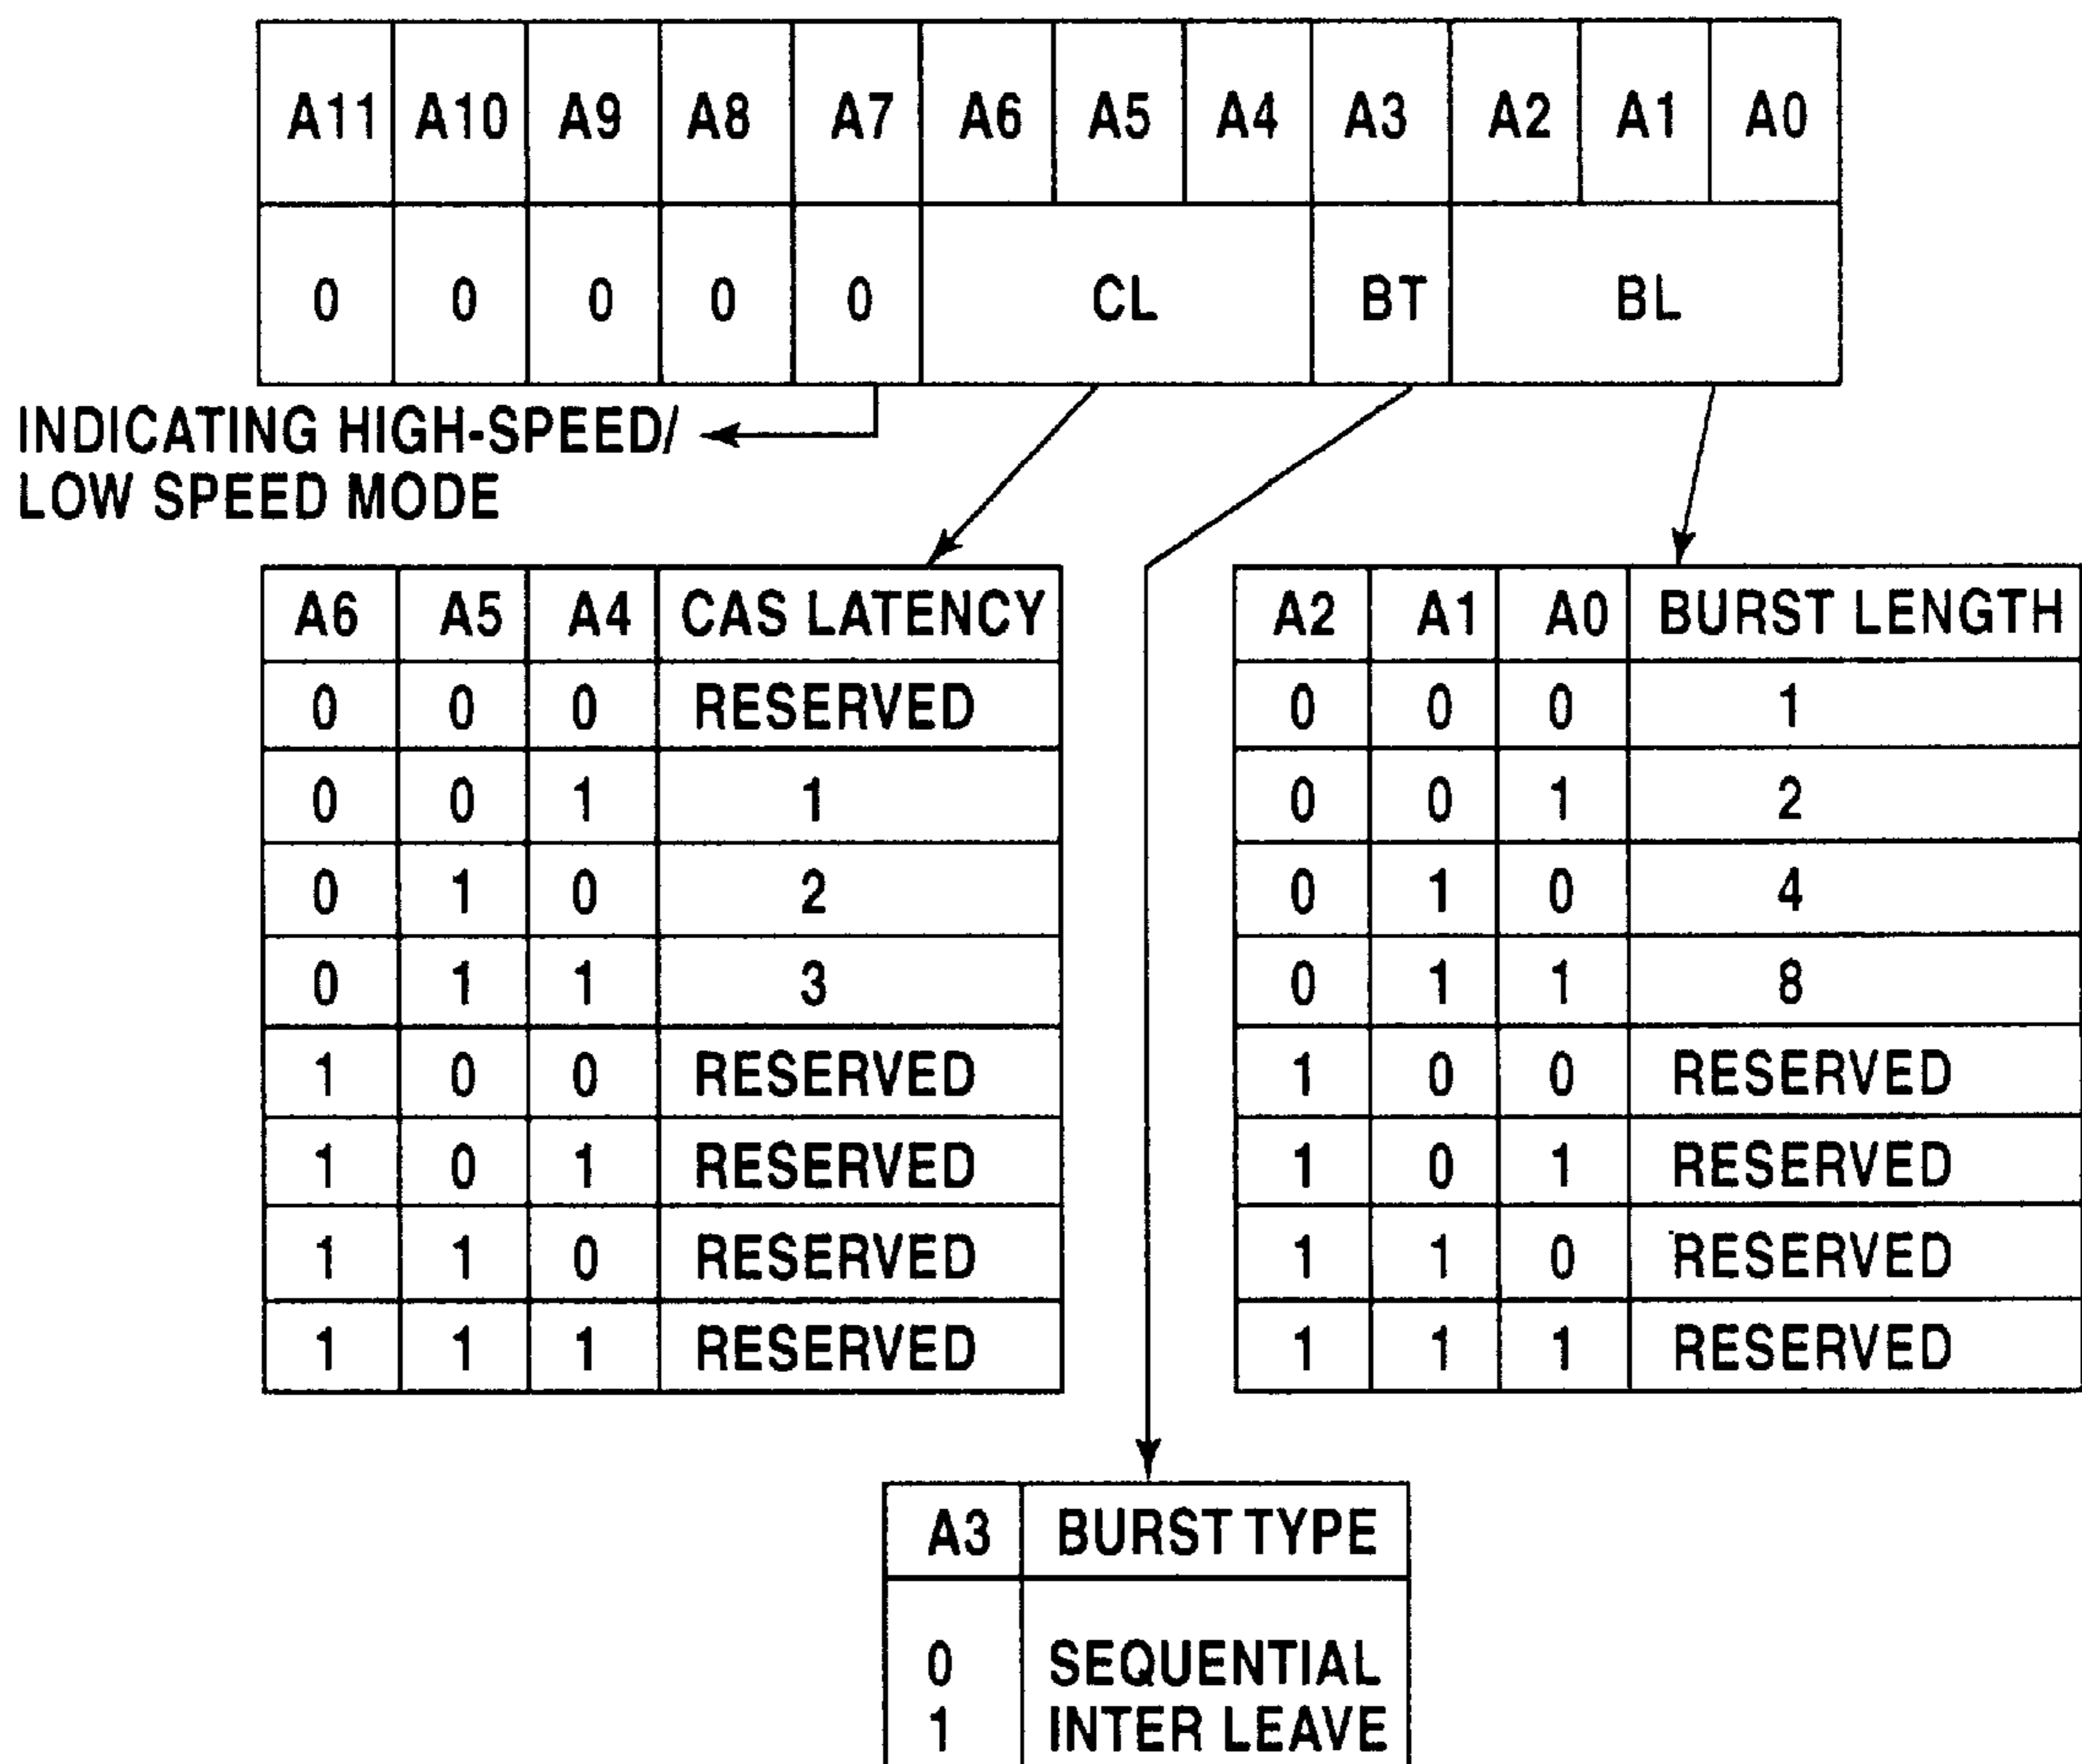 A11 A10 A9 A8 A7 A6 A5 A4 A3 A2 A1 A0
0 0 0 0 0 CL BT BL
INDICATING HIGH-SPEED/
LOW SPEED MODE
A6 A5 A4 CAS LATENCY
0 0 0 RESERVED
0 0 1 1
0 1 0 2
0 1 1 3
1 0 0 RESERVED
1 0 1 RESERVED
1 1 0 RESERVED
1 1 1 RESERVED
A2 A1 A0 BURST LENGTH
0 0 0 1
0 0 1 2
0 1 0 4
0 1 1 8
1 0 0 RESERVED
1 0 1 RESERVED
1 1 0 RESERVED
1 1 1 RESERVED
A3 BURST TYPE
0 SEQUENTIAL
1 INTER LEAVE